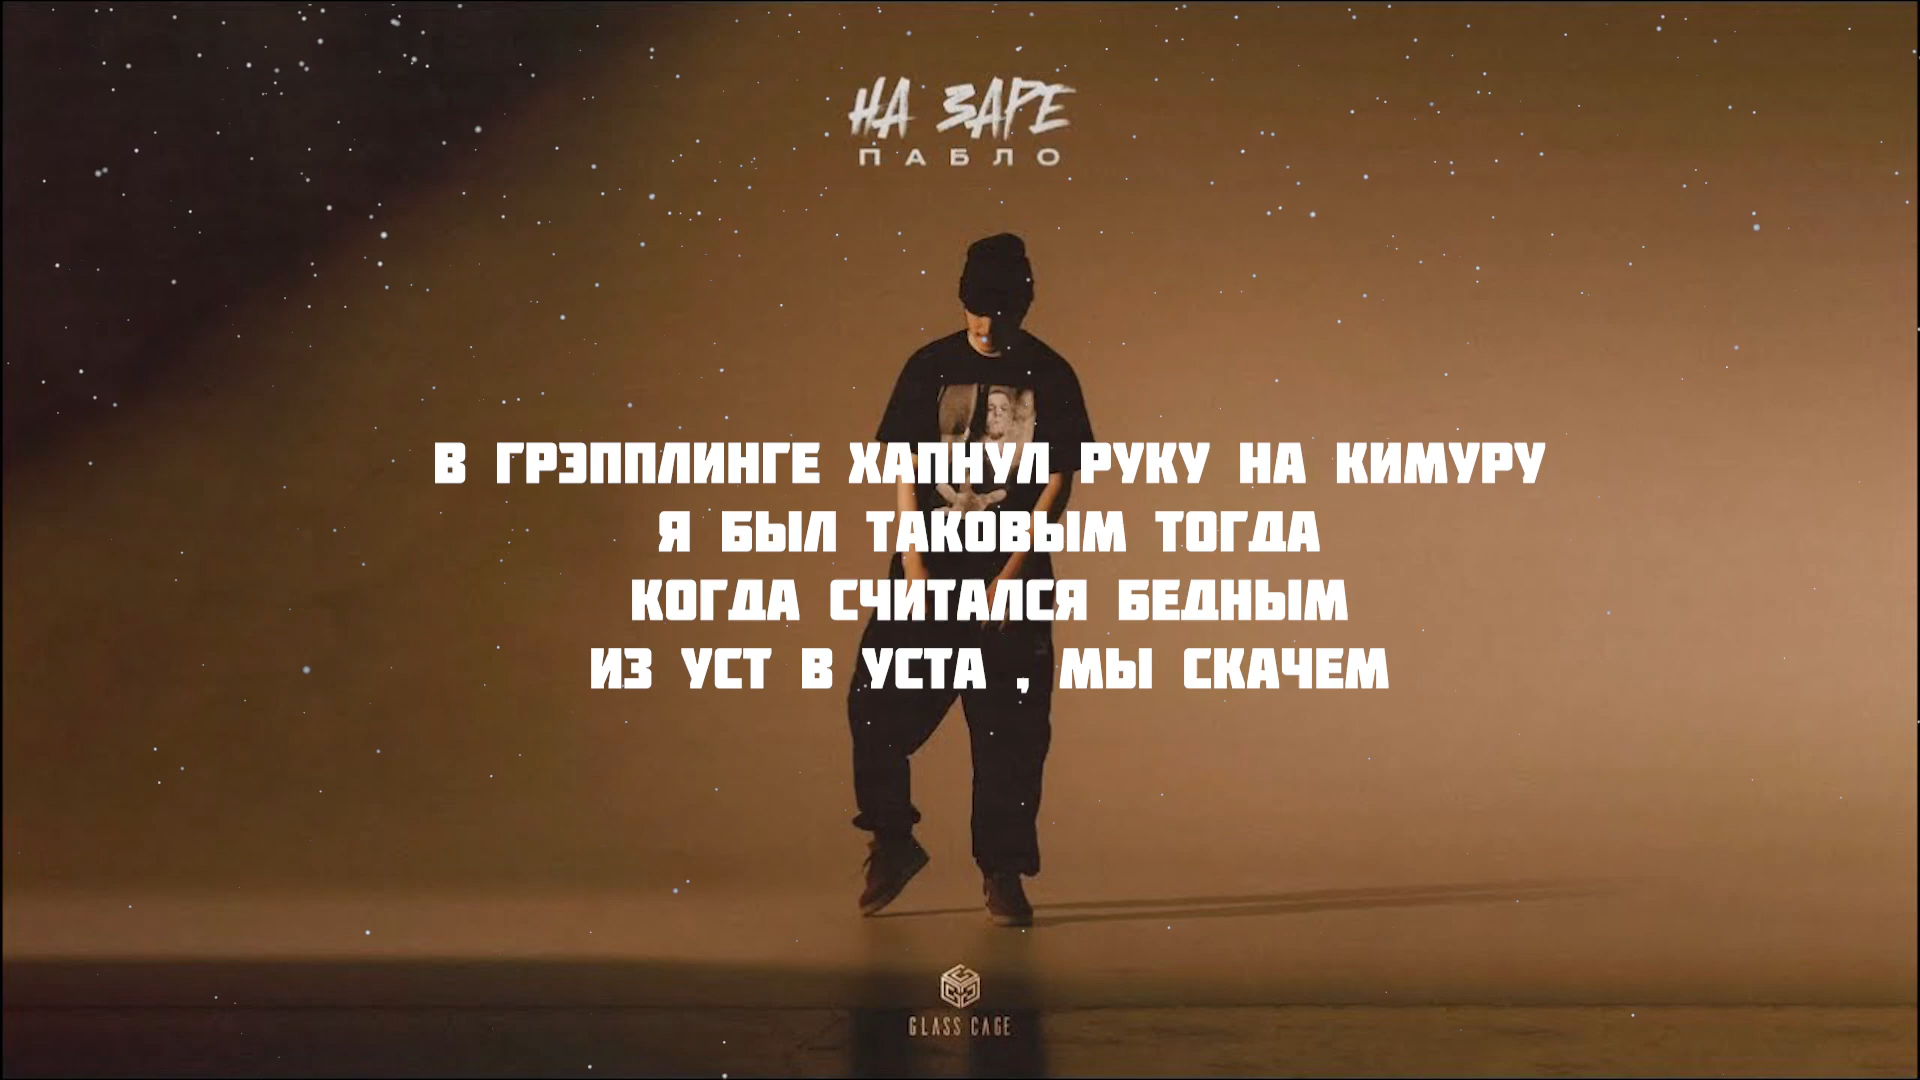 НА ЗАРЕ
ПАБЛО
В ГРЭППЛИНГЕ ХАПНУЛ РУКУ НА КИМУРУ
Я БЫЛ ТАКОВЫМ ТОГДА
КОГДА СЧИТАЛСЯ БЕДНЫМ
ИЗ УСТ В УСТА , МЫ СКАЧЕМ
GLASS CAGE